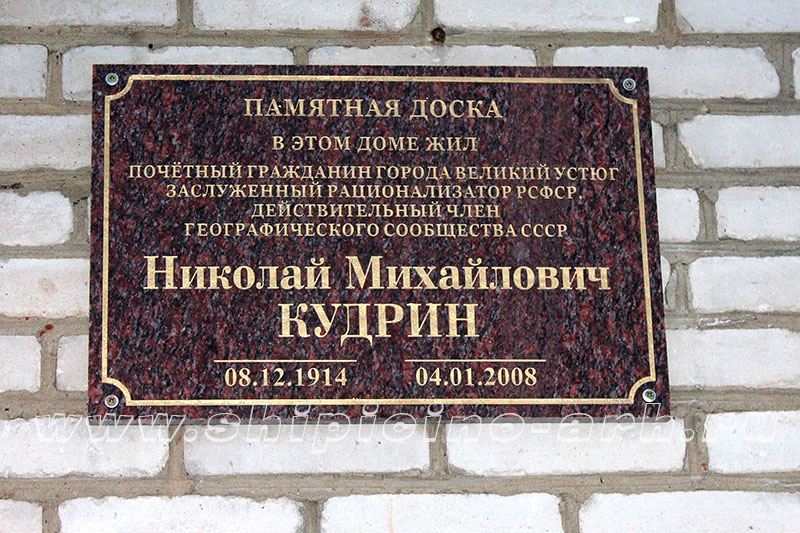 ПАМЯТНАЯ ДОСКА
В ЭТОМ ДОМЕ ЖИЛ
ПОЧЁТНЫЙ ГРАЖДАНИН ГОРОДА ВЕЛИКИЙ УСТЮГ
ЗАСЛУЖЕННЫЙ РАЦИОНАЛИЗАТОР РСФСР,
ДЕЙСТВИТЕЛЬНЫЙ ЧЛЕН
ГЕОГРАФИЧЕСКОГО СООБЩЕСТВА СССР
Николай Михайлович
КУДРИН
08.12.1914 04.01.2008
www.shipicino-ark.ru